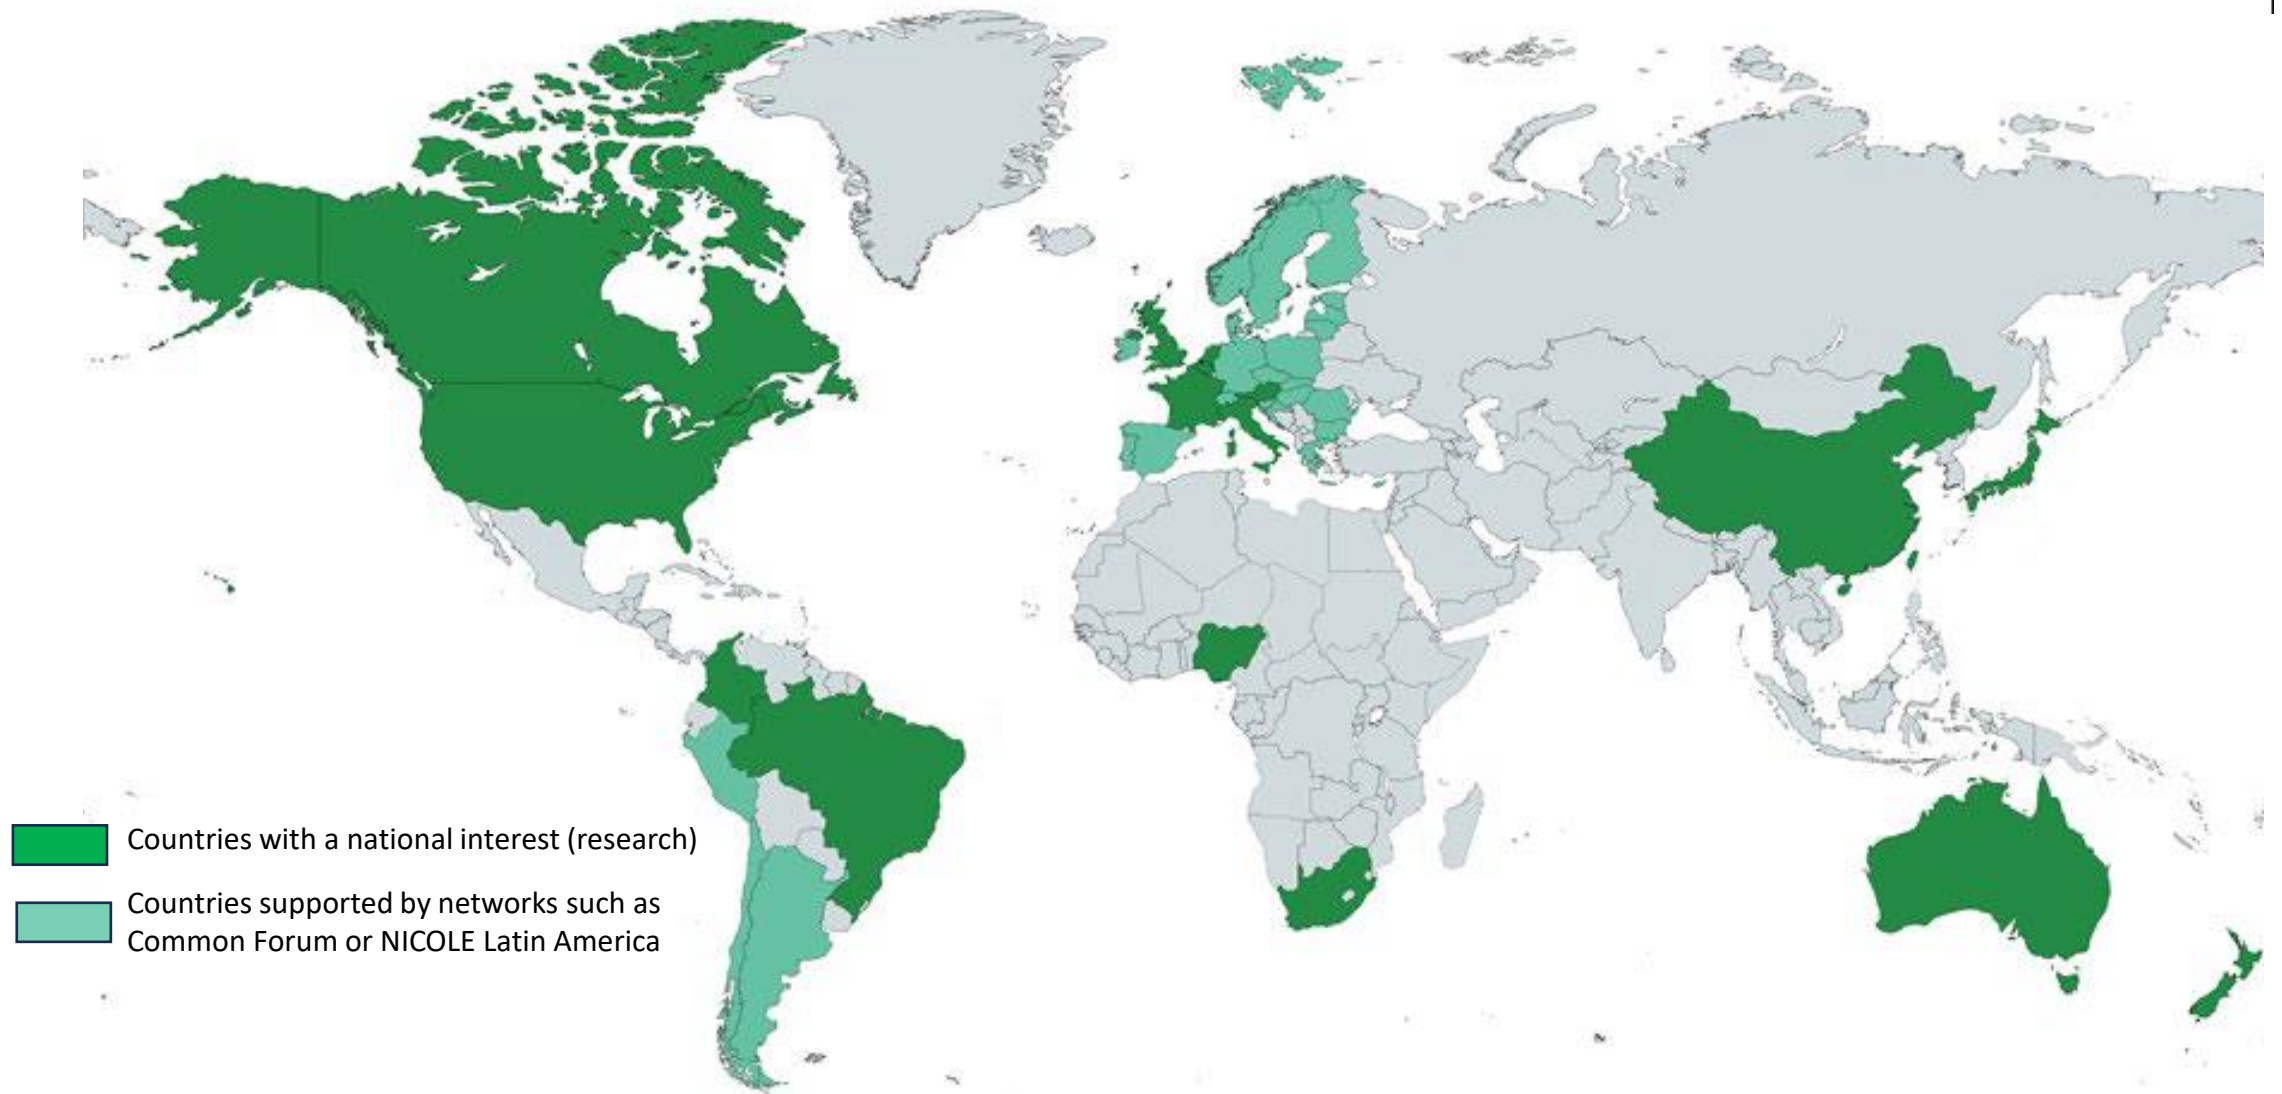 Countries with a national interest (research)
Countries supported by networks such as
Common Forum or NICOLE Latin America